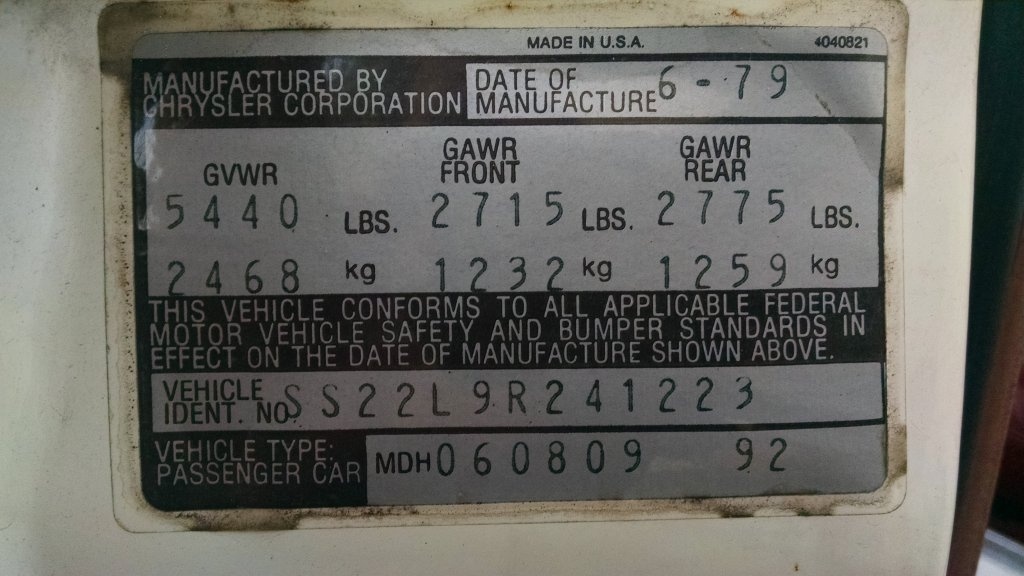 MADE IN U.S.A. 4040821
MANUFACTURED BY
CHRYSLER CORPORATION
DATE OF
MANUFACTURE 6 - 79
GVWR
5440 LBS.
2468 kg
GAWR
FRONT
2715 LBS.
1232 kg
GAWR
REAR
2775 LBS.
1259 kg
THIS VEHICLE CONFORMS TO ALL APPLICABLE FEDERAL
MOTOR VEHICLE SAFETY AND BUMPER STANDARDS IN
EFFECT ON THE DATE OF MANUFACTURE SHOWN ABOVE.
VEHICLE
IDENT. NO. SS22L9R241223
VEHICLE TYPE:
PASSENGER CAR
MDH 060809 92